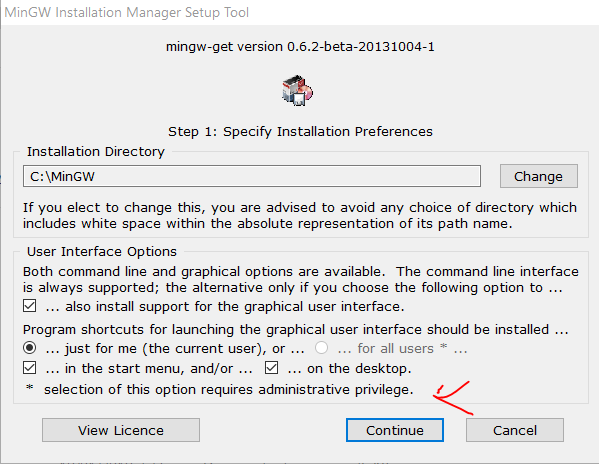 MinGW Installation Manager Setup Tool
mingw-get version 0.6.2-beta-20131004-1
Step 1: Specify Installation Preferences
Installation Directory
C:\MinGW
Change
If you elect to change this, you are advised to avoid any choice of directory which
includes white space within the absolute representation of its path name.
User Interface Options
Both command line and graphical options are available.  The command line interface
is always supported; the alternative only if you choose the following option to ...
... also install support for the graphical user interface.
Program shortcuts for launching the graphical user interface should be installed ...
... just for me (the current user), or ... ... for all users * ...
... in the start menu, and/or ... ... on the desktop.
* selection of this option requires administrative privilege.
View Licence Continue Cancel